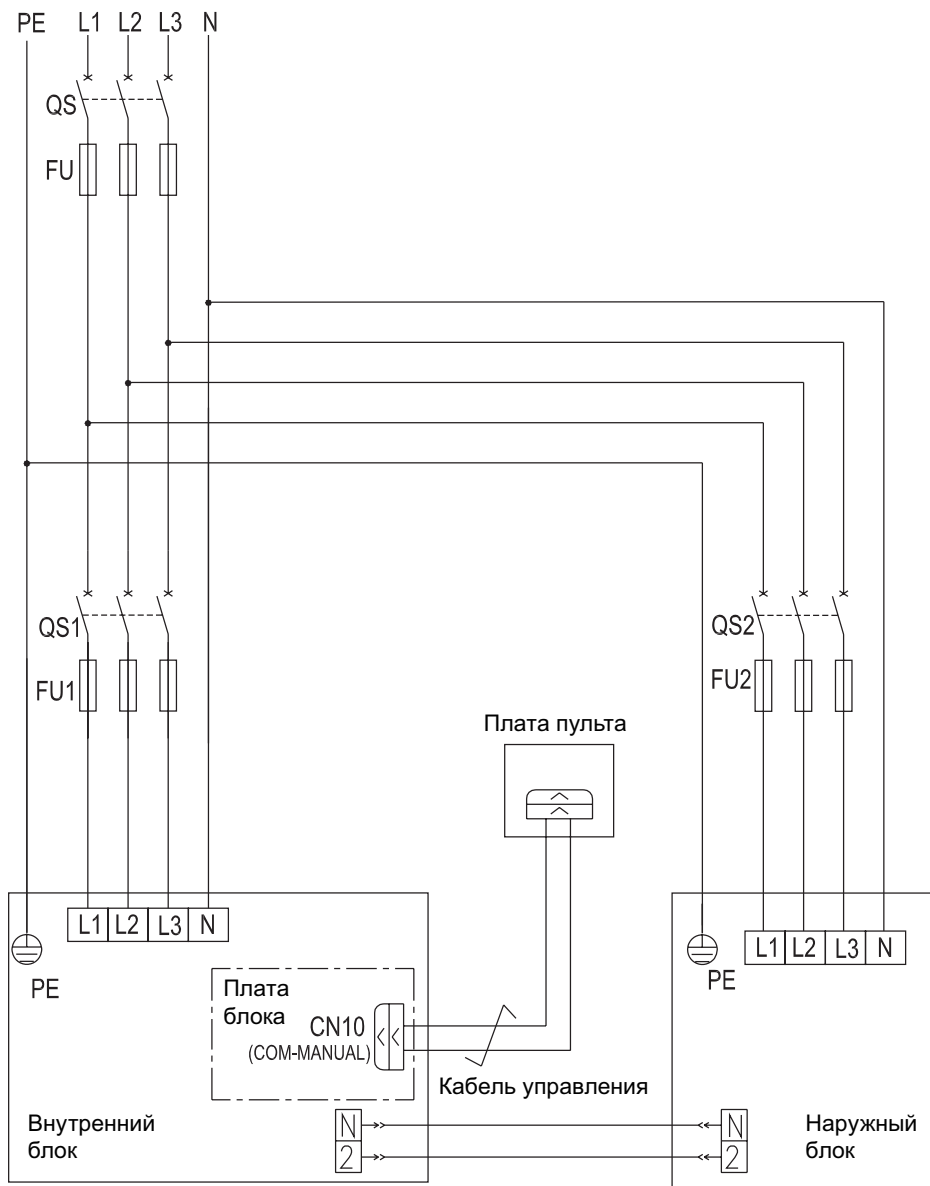 PE L1 L2 L3 N
QS
FU
QS1
QS2
FU1
FU2
Плата пульта
L1 L2 L3 N
L1 L2 L3 N
PE
PE
Плата
блока
CN10
(COM-MANUAL)
Кабель управления
Внутренний
блок
N
2
N
2
Наружный
блок